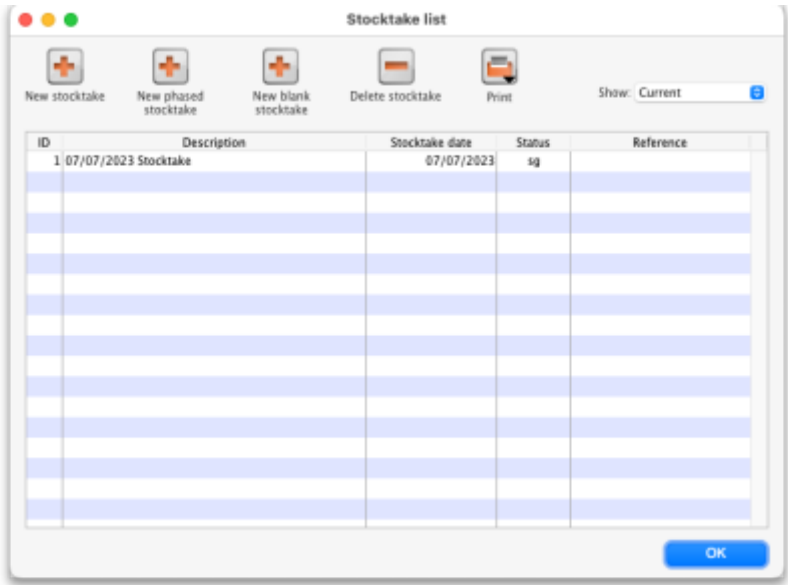 Stocktake list
New stocktake
New phased
stocktake
New blank
stocktake
Delete stocktake
Print
Show: Current
ID Description Stocktake date Status Reference
1 07/07/2023 Stocktake 07/07/2023 sg
OK